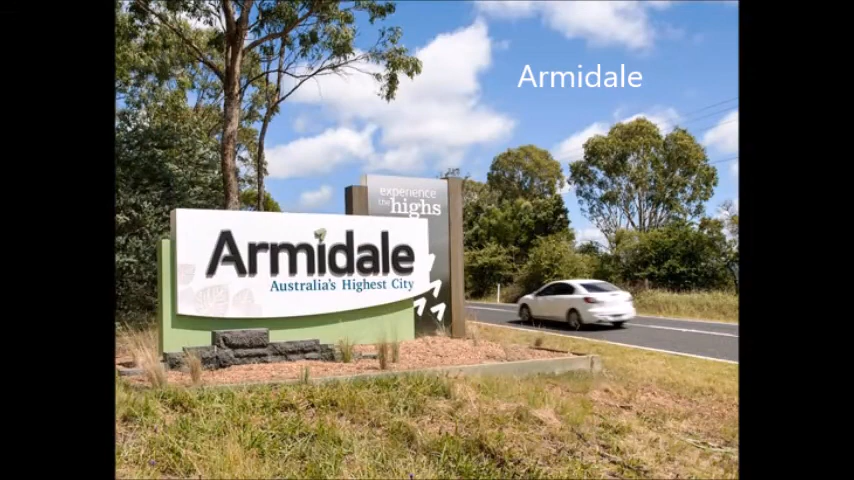 Armidale
experience
the highs
Armidale
Australia's Highest City